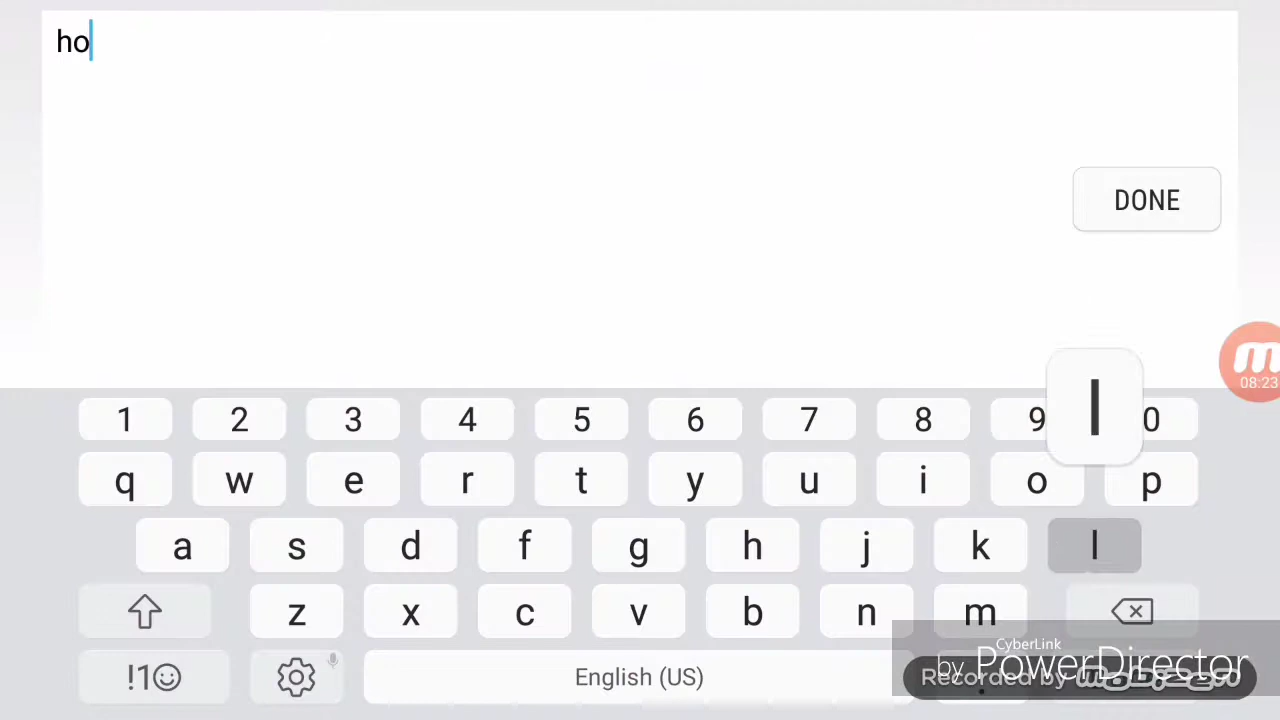 ho
DONE
l
08:23
1 2 3 4 5 6 7 8 9 0
q w e r t y u i o p
a s d f g h j k l
z x c v b n m
!1☺ English (US)
CyberLink
by PowerDirector
Recorded by